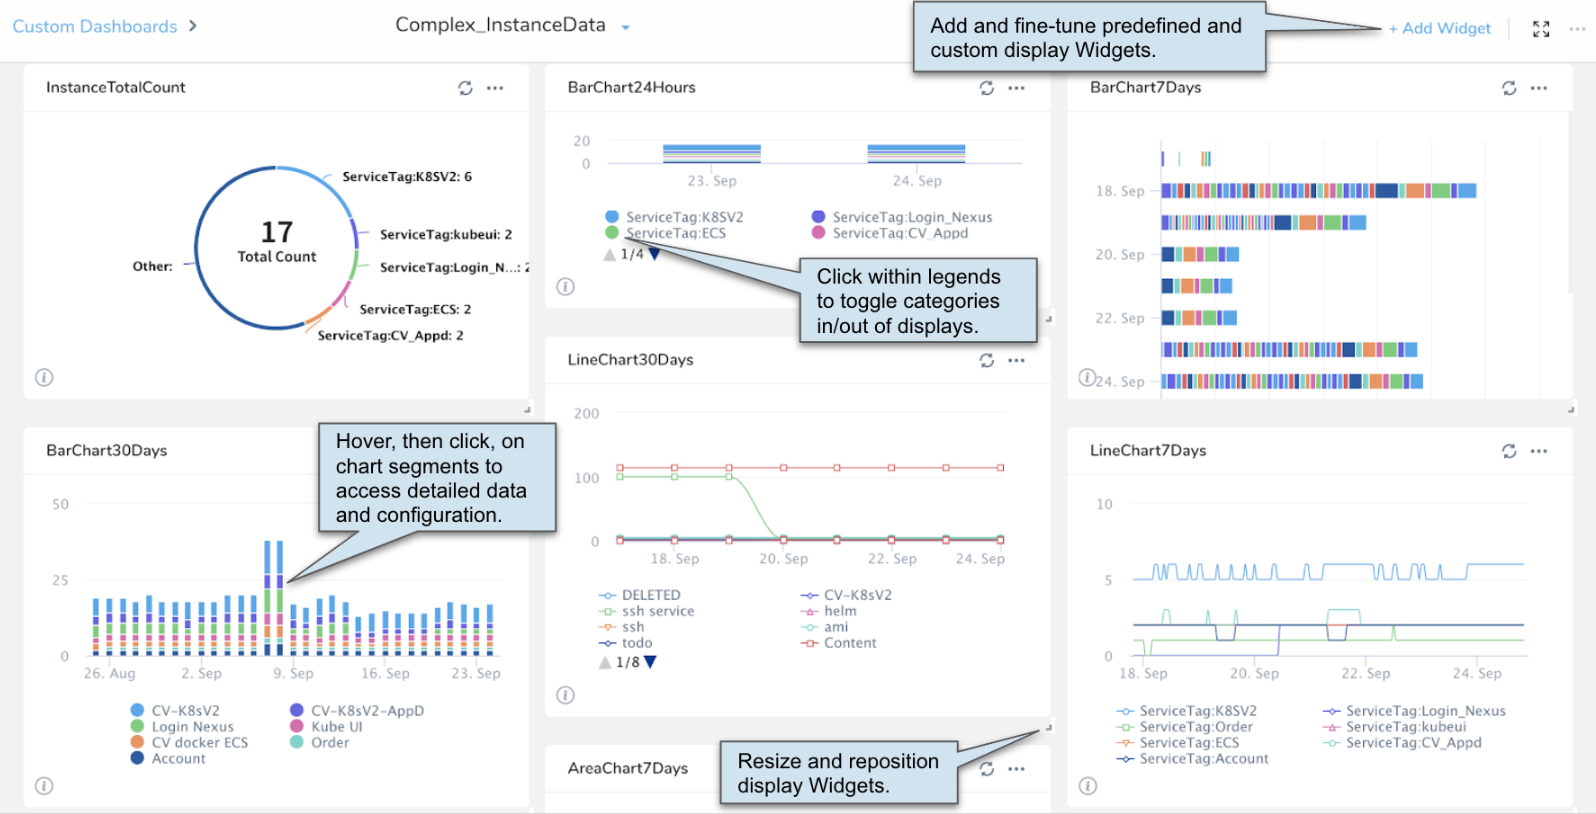 Custom Dashboards
Complex_InstanceData
Add and fine-tune predefined and
custom display Widgets.
+ Add Widget
InstanceTotalCount
17
Total Count
ServiceTag:K8SV2: 6
ServiceTag:kubeui: 2
ServiceTag:Login_N...: 2
ServiceTag:ECS: 2
ServiceTag:CV_Appd: 2
Other:
BarChart24Hours
20
0
23. Sep
24. Sep
ServiceTag:K8SV2
ServiceTag:Login_Nexus
ServiceTag:ECS
ServiceTag:CV_Appd
1/4
Click within legends
to toggle categories
in/out of displays.
BarChart7Days
18. Sep
20. Sep
22. Sep
24. Sep
BarChart30Days
Hover, then click, on
chart segments to
access detailed data
and configuration.
50
25
0
26. Aug
2. Sep
9. Sep
16. Sep
23. Sep
CV-K8sV2
CV-K8sV2-AppD
Login Nexus
Kube UI
CV docker ECS
Order
Account
LineChart30Days
200
100
0
18. Sep
20. Sep
22. Sep
24. Sep
DELETED
CV-K8sV2
ssh service
helm
ssh
ami
todo
Content
1/8
LineChart7Days
10
5
0
18. Sep
20. Sep
22. Sep
24. Sep
ServiceTag:K8SV2
ServiceTag:Login_Nexus
ServiceTag:Order
ServiceTag:kubeui
ServiceTag:ECS
ServiceTag:CV_Appd
ServiceTag:Account
AreaChart7Days
Resize and reposition
display Widgets.